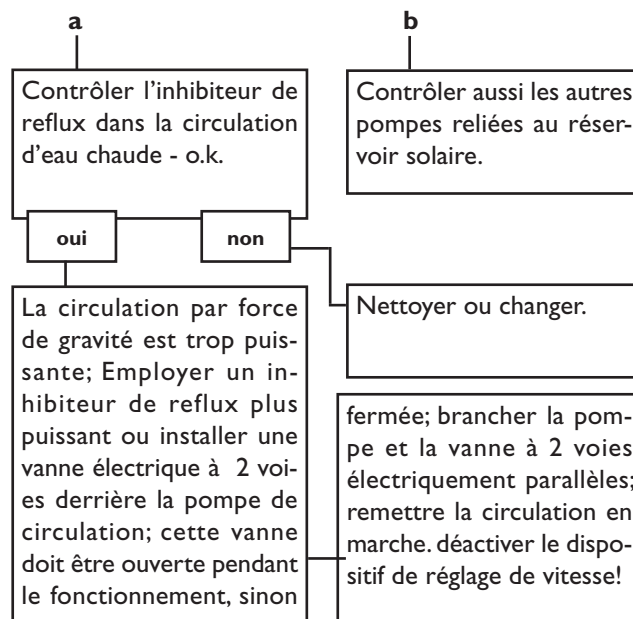 a
Contrôler l’inhibiteur de
reflux dans la circulation
d’eau chaude - o.k.
oui
non
La circulation par force
de gravité est trop puis-
sante; Employer un in-
hibiteur de reflux plus
puissant ou installer une
vanne électrique à 2 voi-
es derrière la pompe de
circulation; cette vanne
doit être ouverte pendant
le fonctionnement, sinon
b
Contrôler aussi les autres
pompes reliées au réser-
voir solaire.
Nettoyer ou changer.
fermée; brancher la pom-
pe et la vanne à 2 voies
électriquement parallèles;
remettre la circulation en
marche. déactiver le dispo-
sitif de réglage de vitesse!